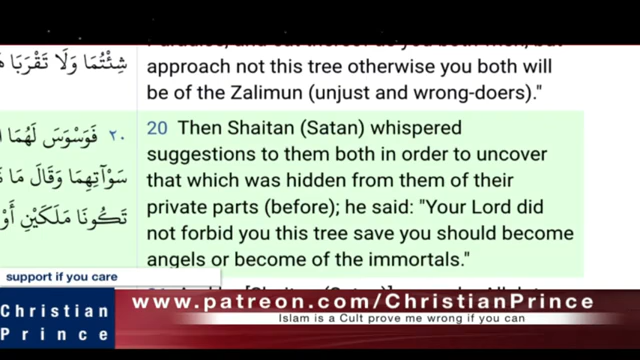 approach not this tree otherwise you both will
be of the Zalimun (unjust and wrong-doers)."
شِئْتُمَا وَلَا تَقْرَبَا
20 Then Shaitan (Satan) whispered
suggestions to them both in order to uncover
that which was hidden from them of their
private parts (before); he said: "Your Lord did
not forbid you this tree save you should become
angels or become of the immortals."
٢٠ فَوَسْوَسَ لَهُمَا
سَوْآتِهِمَا وَقَالَ مَا
تَكُونَا مَلَكَيْنِ أَوْ
support if you care
Christian
Prince
www.patreon.com/ChristianPrince
Islam is a Cult prove me wrong if you can